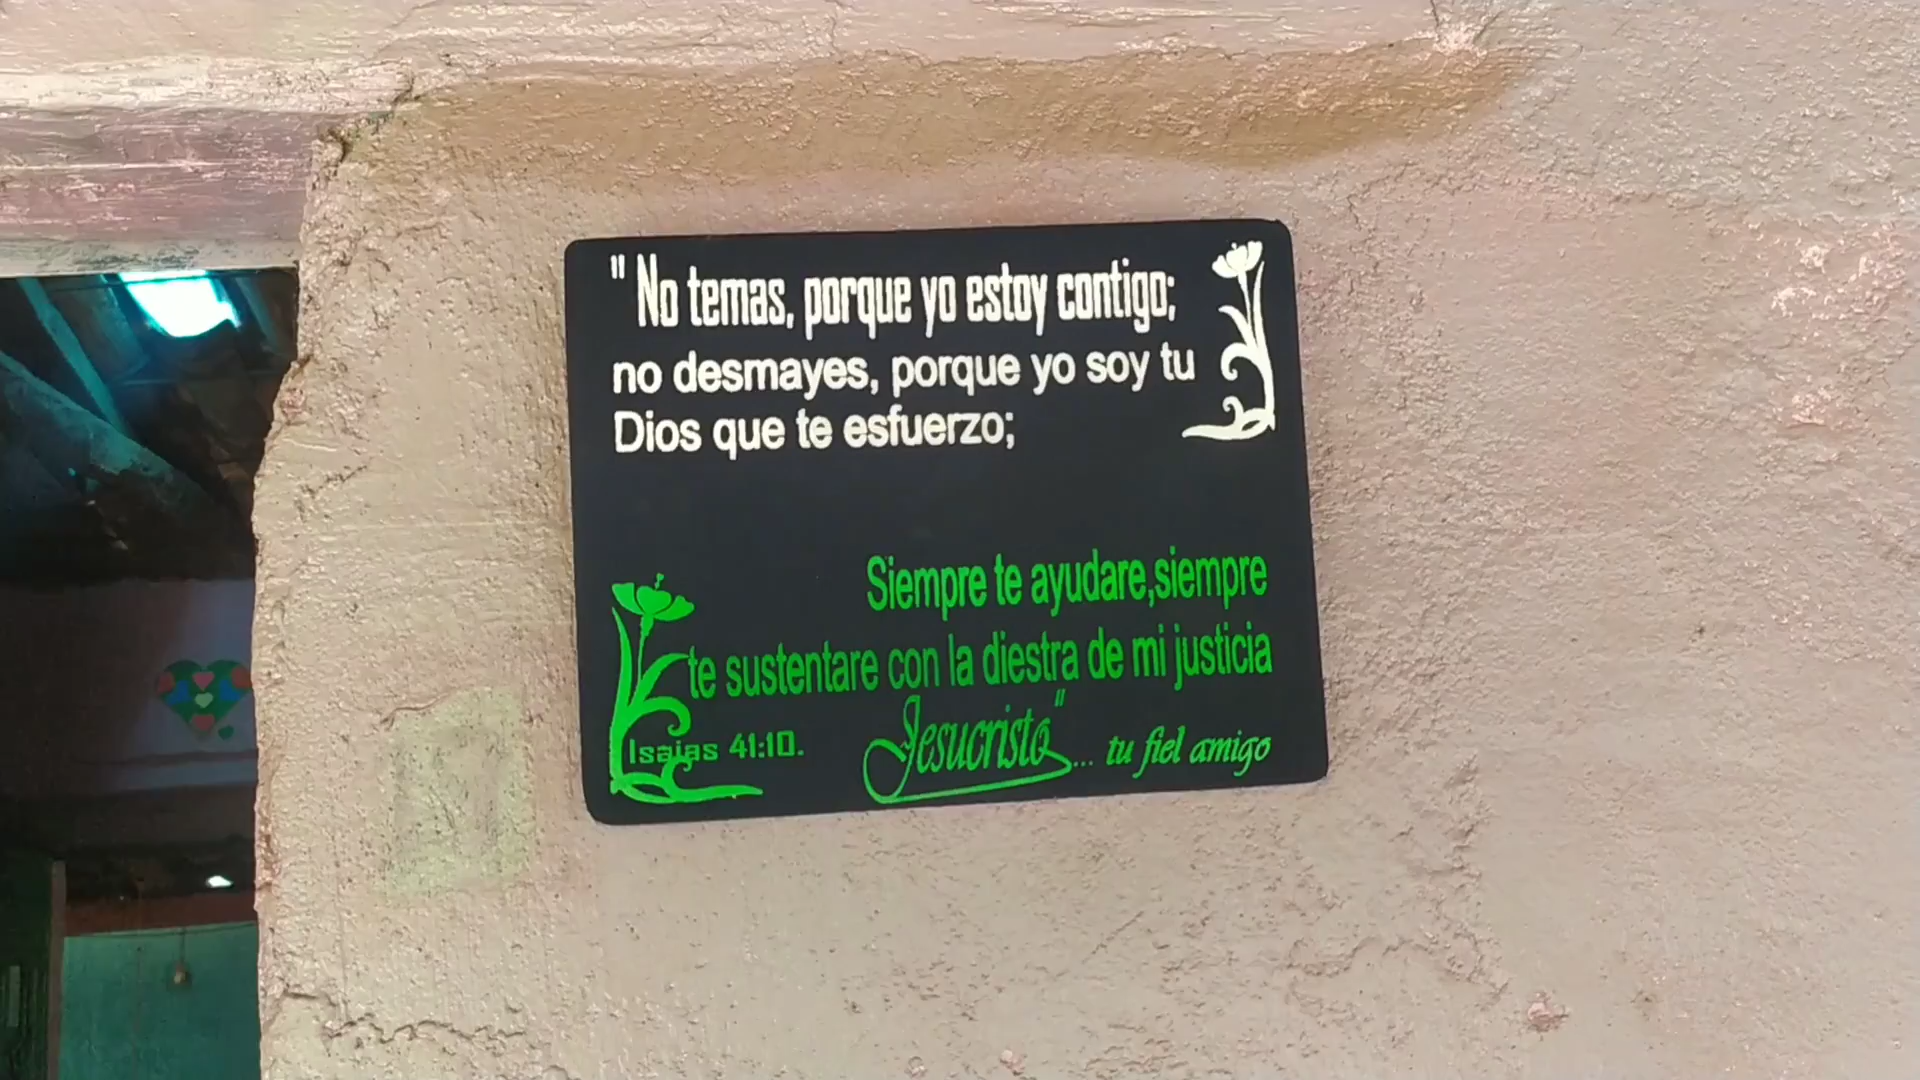 " No temas, porque yo estoy contigo;
no desmayes, porque yo soy tu
Dios que te esfuerzo;
Siempre te ayudare,siempre
te sustentare con la diestra de mi justicia
Isaias 41:10.
Jesucristo"... tu fiel amigo